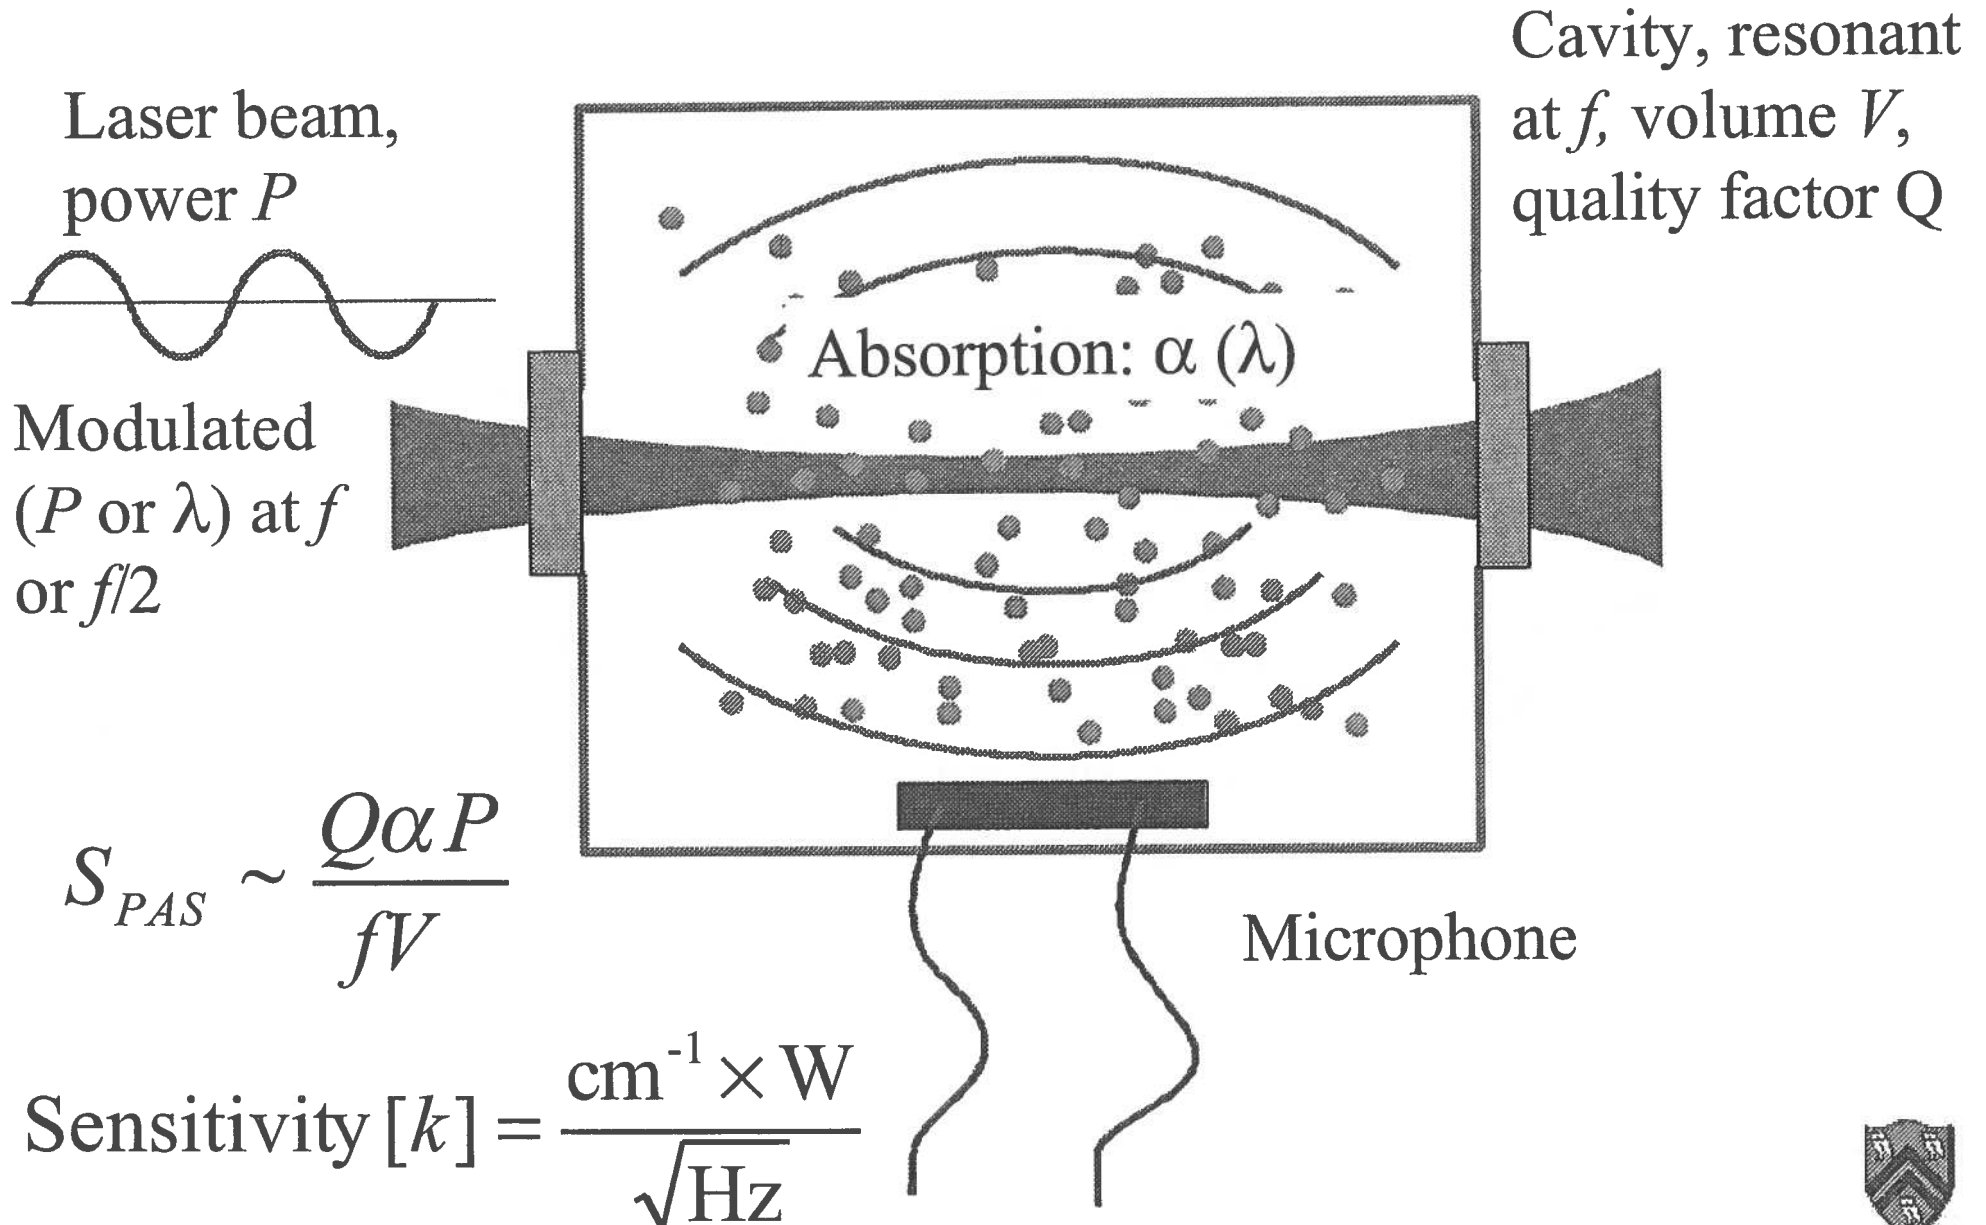 Laser beam,
power P
Cavity, resonant
at f, volume V,
quality factor Q
Absorption: α (λ)
Modulated
(P or λ) at f
or f/2
S_PAS ~ QαP / fV
Microphone
Sensitivity [k] = cm⁻¹ × W / √Hz